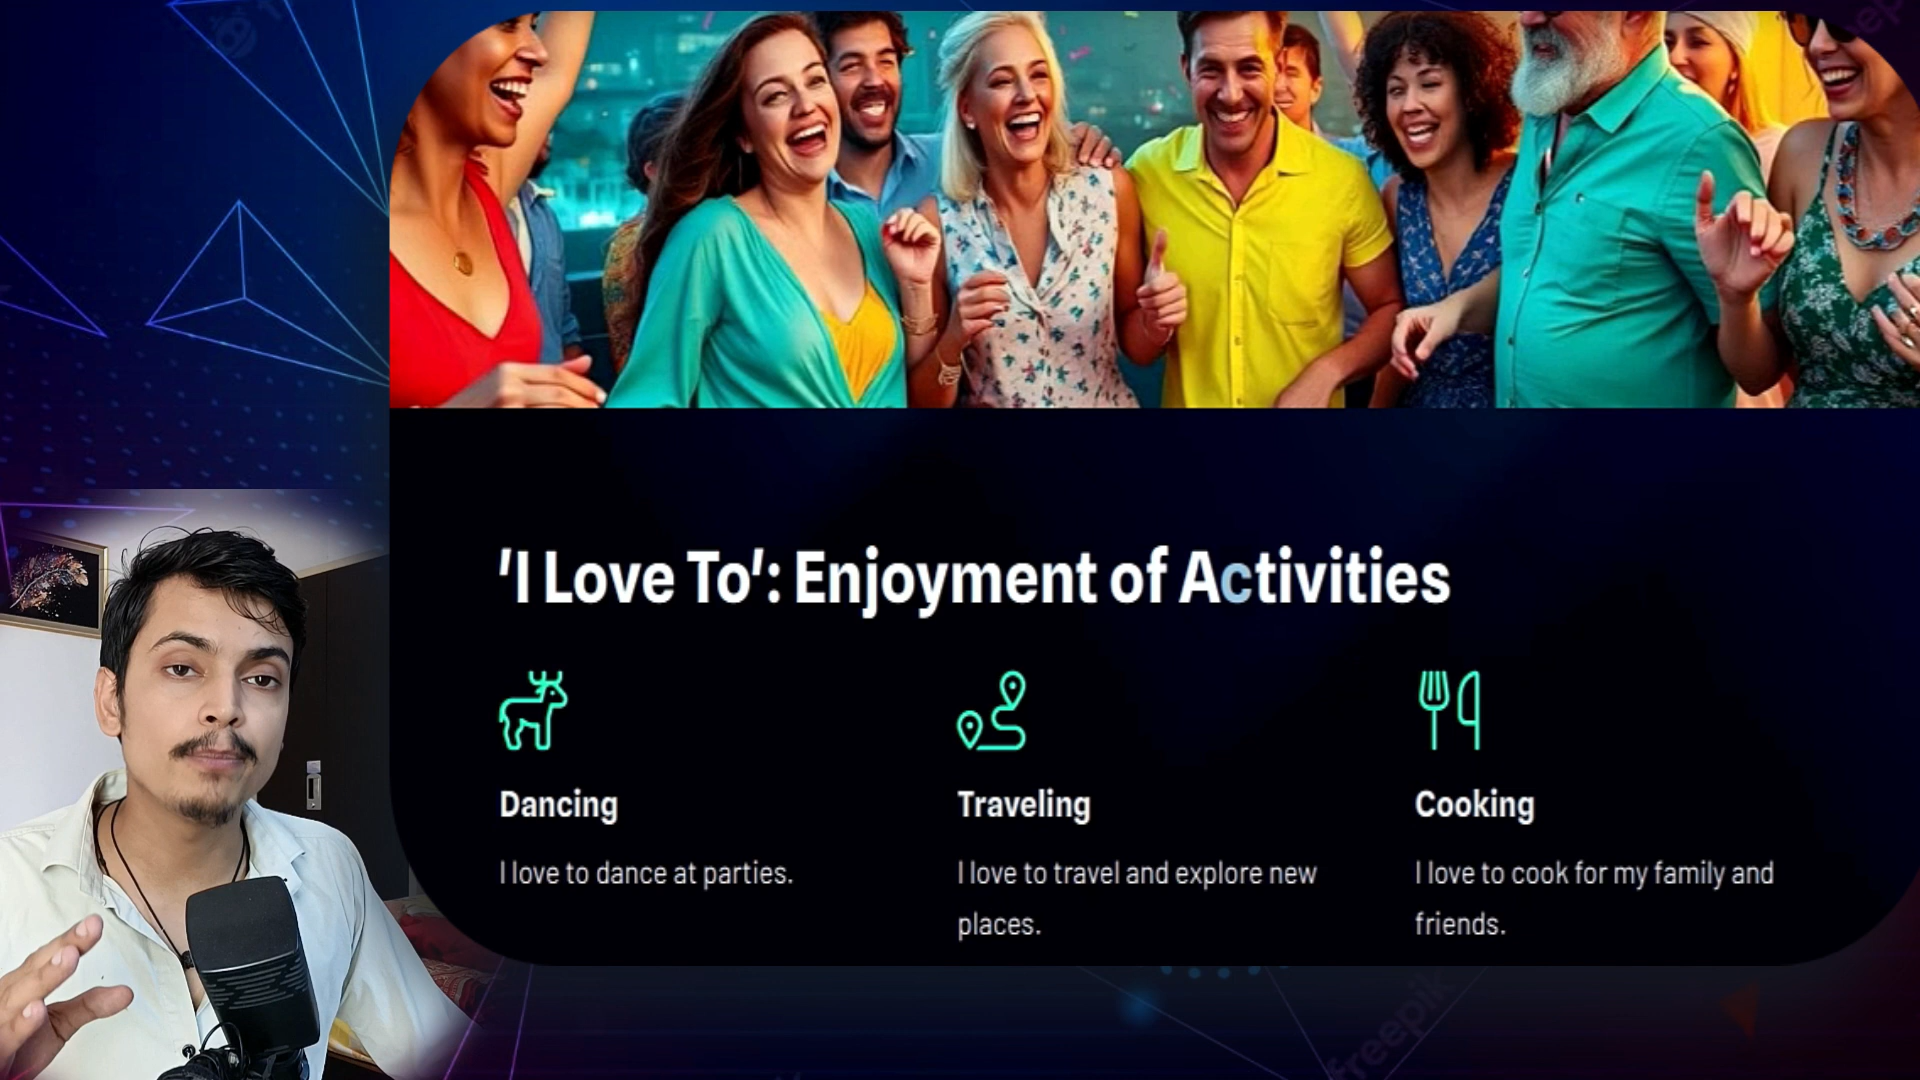 'I Love To': Enjoyment of Activities
Dancing
I love to dance at parties.
Traveling
I love to travel and explore new
places.
Cooking
I love to cook for my family and
friends.
freepik